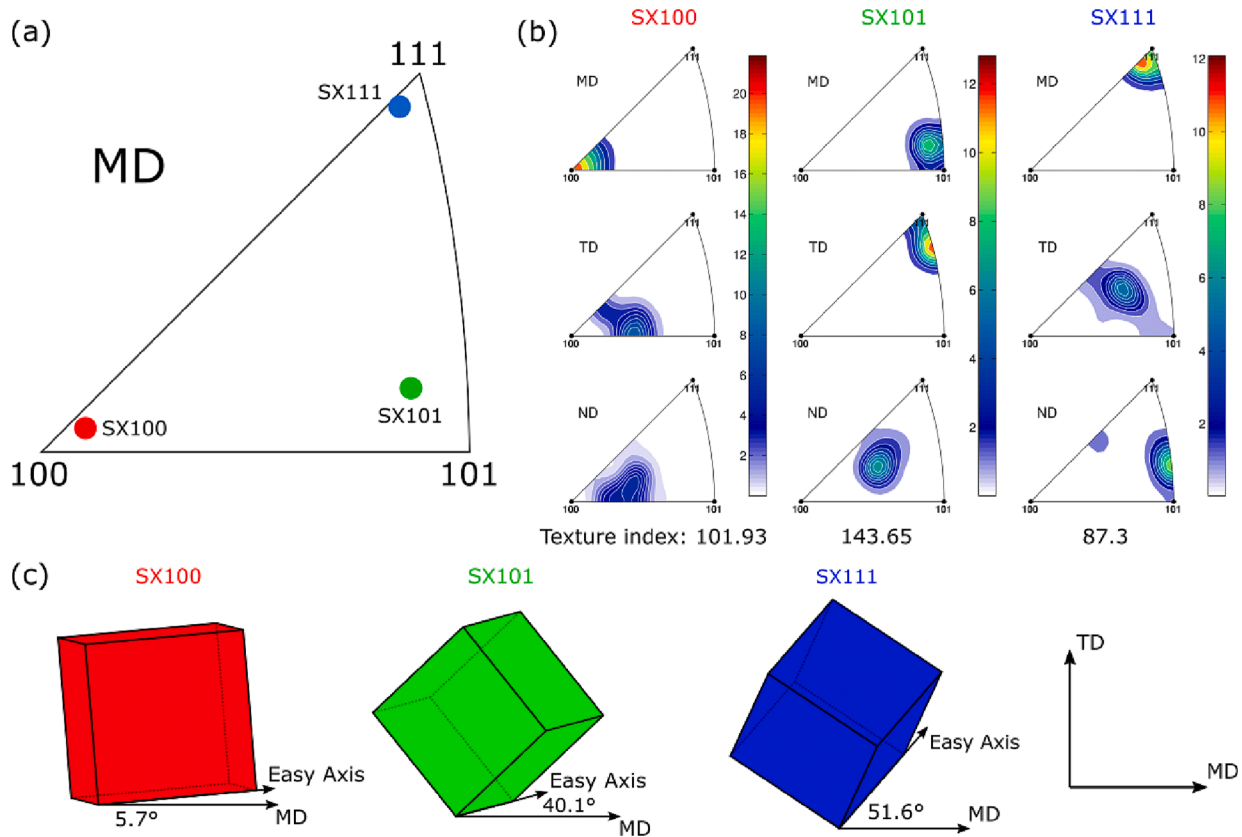 (a)
111
SX111
MD
SX101
SX100
100
101
(b)
SX100
SX101
SX111
MD
111
100
101
20
18
16
14
12
10
8
6
4
2
MD
111
100
101
12
10
8
6
4
2
MD
111
100
101
12
10
8
6
4
2
TD
111
100
101
TD
111
100
101
TD
111
100
101
ND
111
100
101
ND
111
100
101
ND
111
100
101
Texture index: 101.93
143.65
87.3
(c)
SX100
SX101
SX111
Easy Axis
5.7°
MD
Easy Axis
40.1°
MD
Easy Axis
51.6°
MD
TD
MD